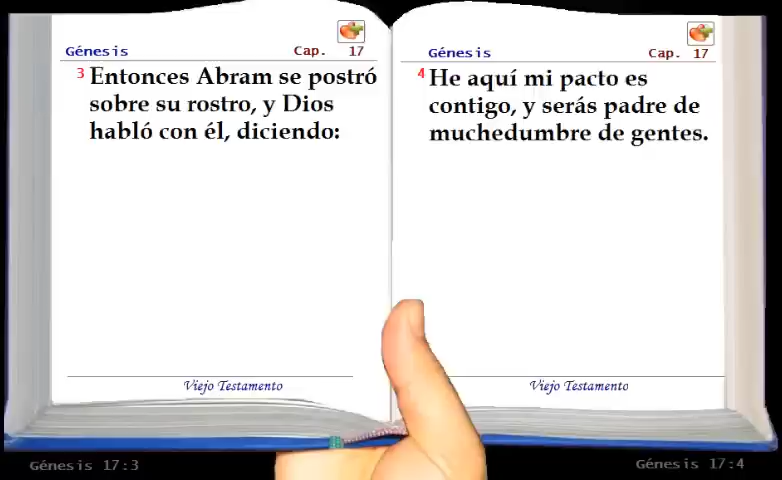 Génesis Cap. 17
3 Entonces Abram se postró
sobre su rostro, y Dios
habló con él, diciendo:
Viejo Testamento
Génesis 17:3
Génesis Cap. 17
4 He aquí mi pacto es
contigo, y serás padre de
muchedumbre de gentes.
Viejo Testamento
Génesis 17:4